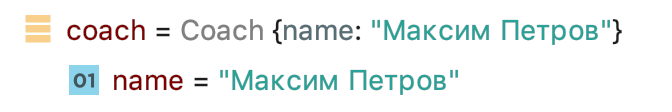 coach = Coach {name: "Максим Петров"}
01 name = "Максим Петров"